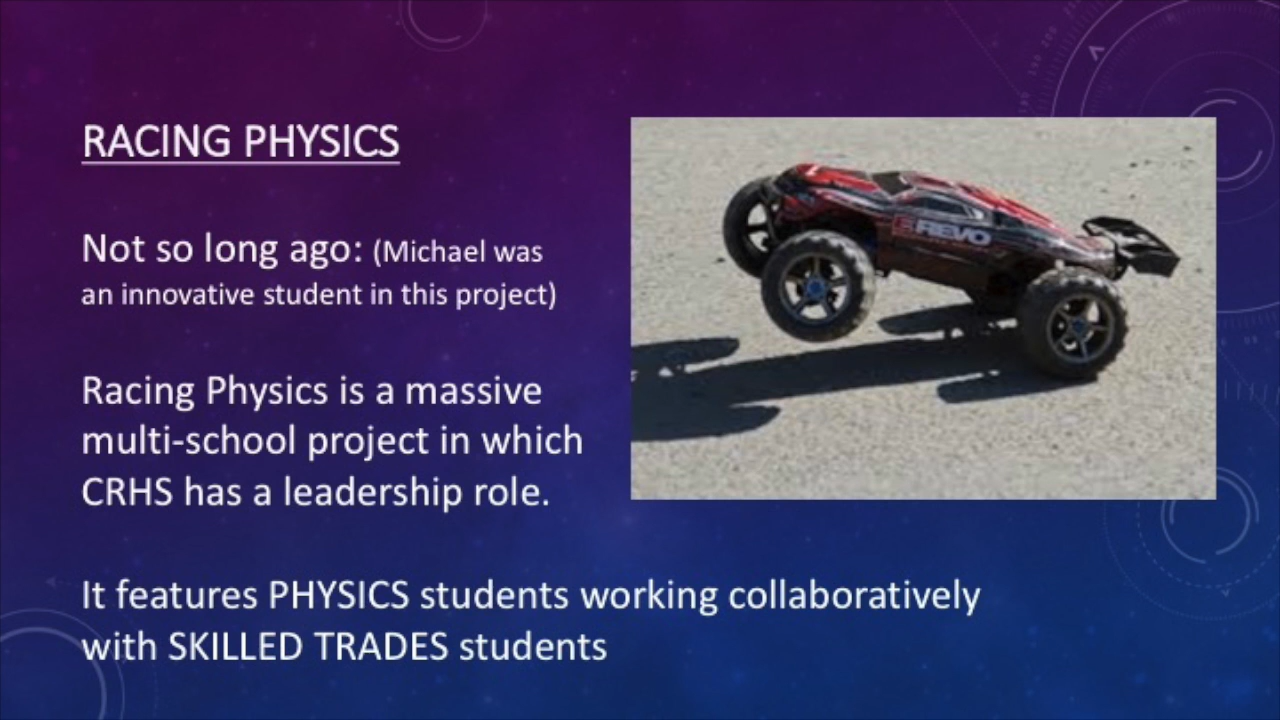 RACING PHYSICS
Not so long ago: (Michael was
an innovative student in this project)
Racing Physics is a massive
multi-school project in which
CRHS has a leadership role.
It features PHYSICS students working collaboratively
with SKILLED TRADES students
REVO